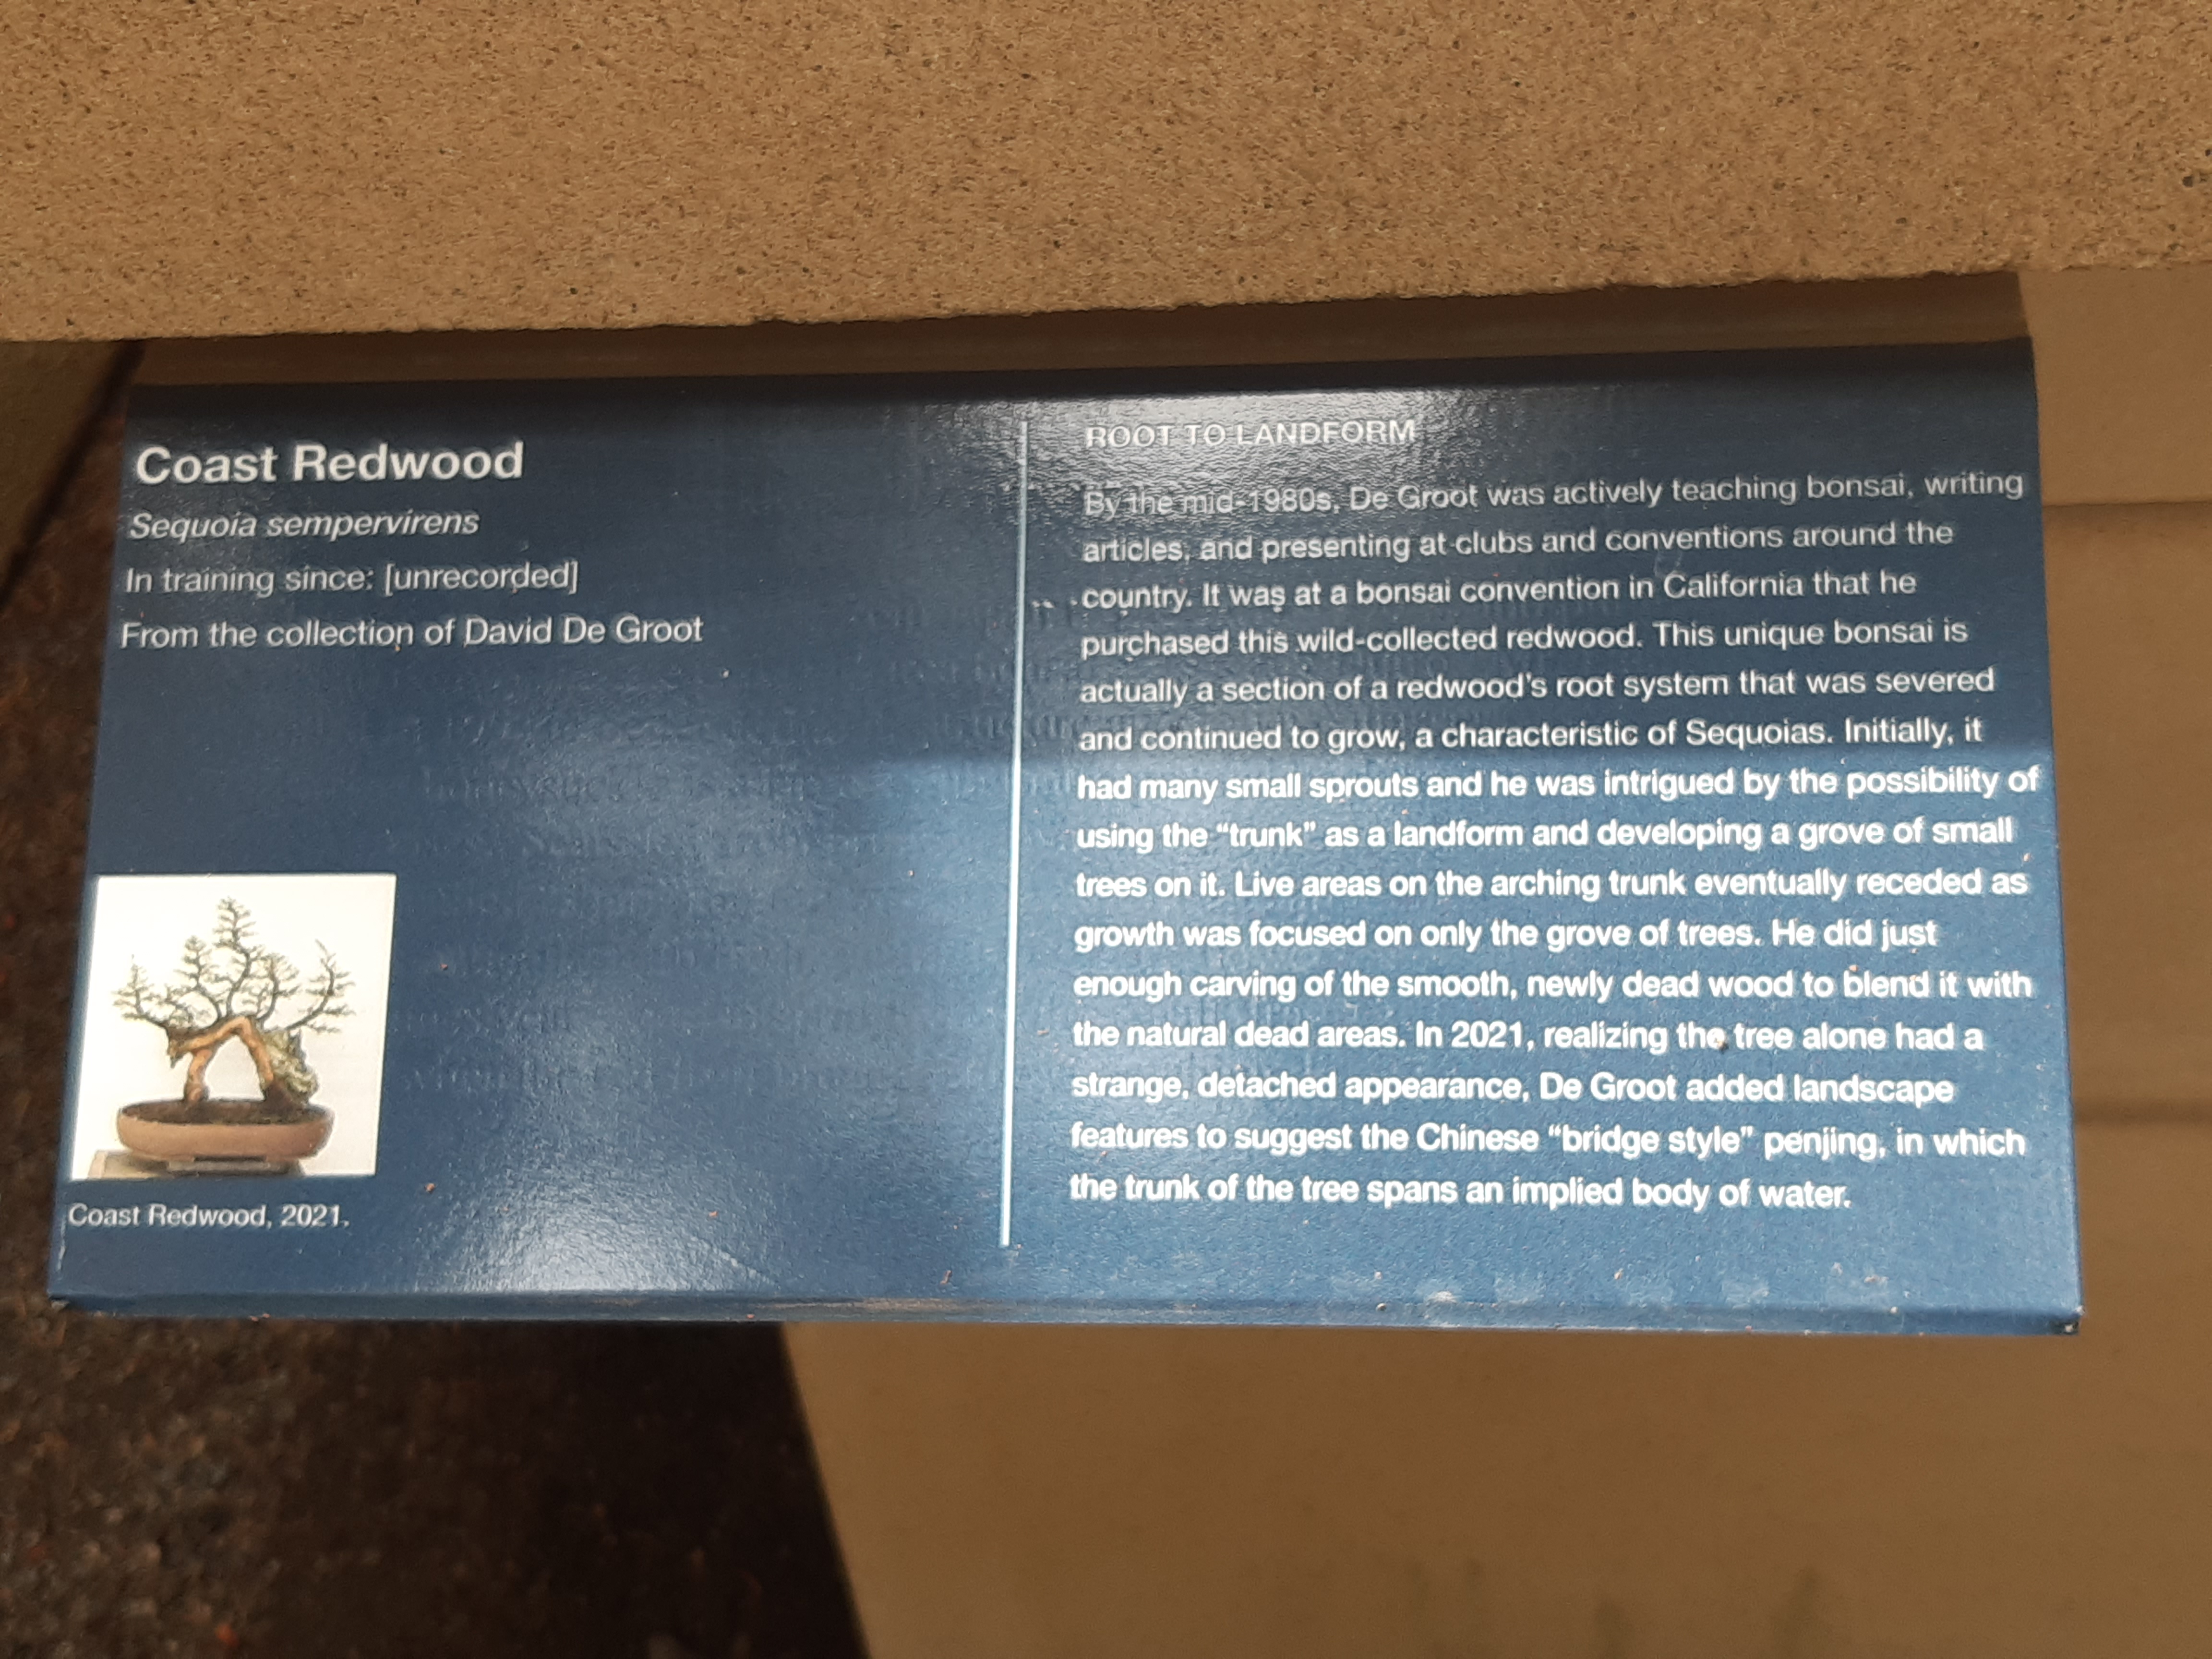 Coast Redwood
Sequoia sempervirens
In training since: [unrecorded]
From the collection of David De Groot
Coast Redwood, 2021.
ROOT TO LANDFORM
By the mid-1980s, De Groot was actively teaching bonsai, writing
articles, and presenting at clubs and conventions around the
country. It was at a bonsai convention in California that he
purchased this wild-collected redwood. This unique bonsai is
actually a section of a redwood's root system that was severed
and continued to grow, a characteristic of Sequoias. Initially, it
had many small sprouts and he was intrigued by the possibility of
using the “trunk” as a landform and developing a grove of small
trees on it. Live areas on the arching trunk eventually receded as
growth was focused on only the grove of trees. He did just
enough carving of the smooth, newly dead wood to blend it with
the natural dead areas. In 2021, realizing the tree alone had a
strange, detached appearance, De Groot added landscape
features to suggest the Chinese “bridge style” penjing, in which
the trunk of the tree spans an implied body of water.